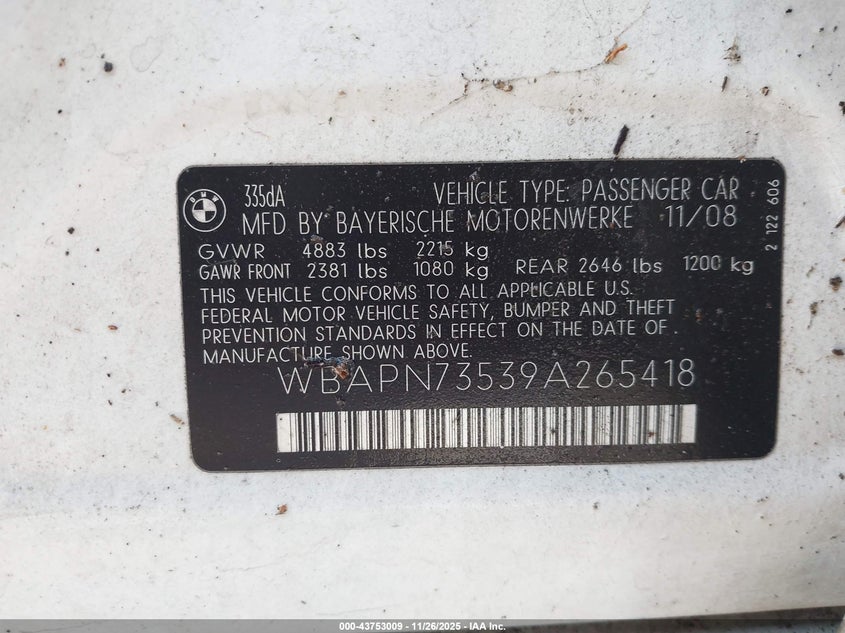 BMW
335dA VEHICLE TYPE: PASSENGER CAR
MFD BY BAYERISCHE MOTORENWERKE 11/08
GVWR 4883 lbs 2215 kg
GAWR FRONT 2381 lbs 1080 kg REAR 2646 lbs 1200 kg
THIS VEHICLE CONFORMS TO ALL APPLICABLE U.S.
FEDERAL MOTOR VEHICLE SAFETY, BUMPER AND THEFT
PREVENTION STANDARDS IN EFFECT ON THE DATE OF
MANUFACTURE SHOWN ABOVE.
WBAPN73539A265418
2 122 606
000-43753009 - 11/26/2025 - IAA Inc.